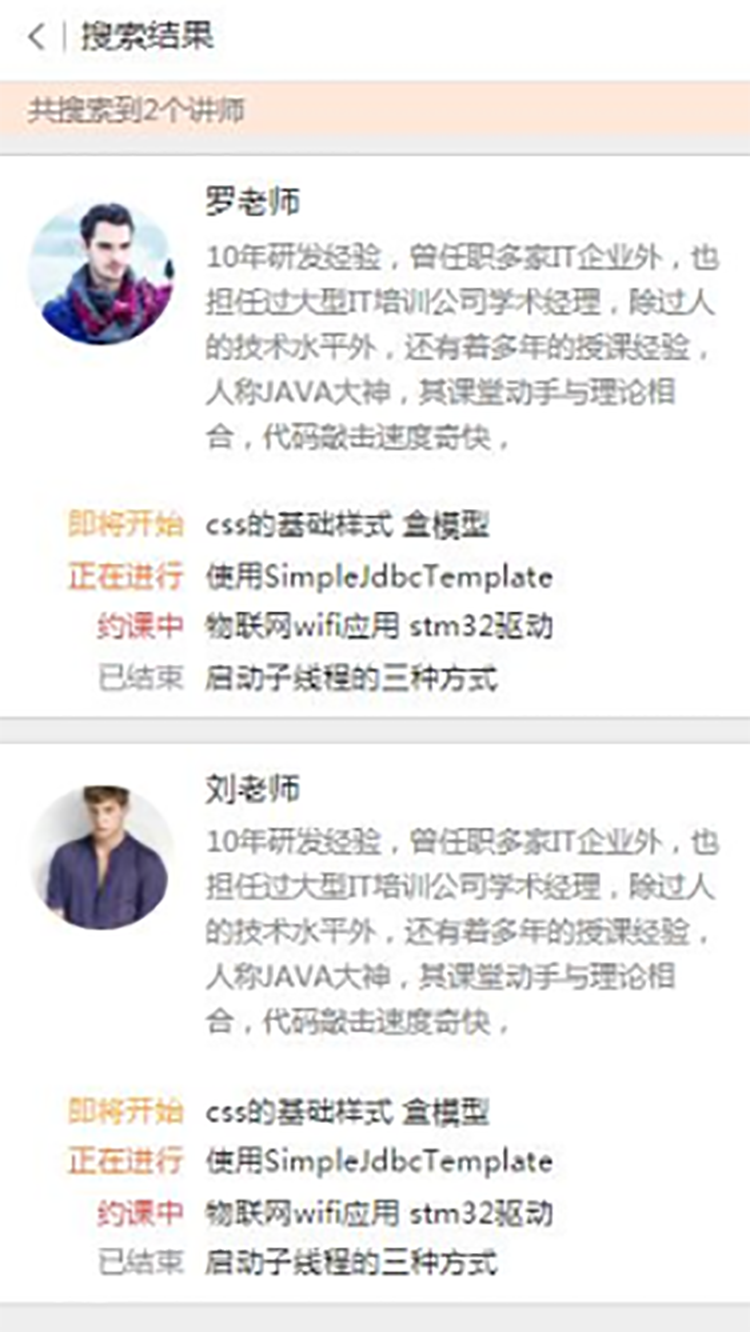 搜索结果
共搜索到2个讲师
罗老师
10年研发经验，曾任职多家IT企业外，也
担任过大型IT培训公司学术经理，除过人
的技术水平外，还有着多年的授课经验，
人称JAVA大神，其课堂动手与理论相
合，代码敲击速度奇快，
即将开始 css的基础样式 盒模型
正在进行 使用SimpleJdbcTemplate
约课中 物联网wifi应用 stm32驱动
已结束 启动子线程的三种方式
刘老师
10年研发经验，曾任职多家IT企业外，也
担任过大型IT培训公司学术经理，除过人
的技术水平外，还有着多年的授课经验，
人称JAVA大神，其课堂动手与理论相
合，代码敲击速度奇快，
即将开始 css的基础样式 盒模型
正在进行 使用SimpleJdbcTemplate
约课中 物联网wifi应用 stm32驱动
已结束 启动子线程的三种方式